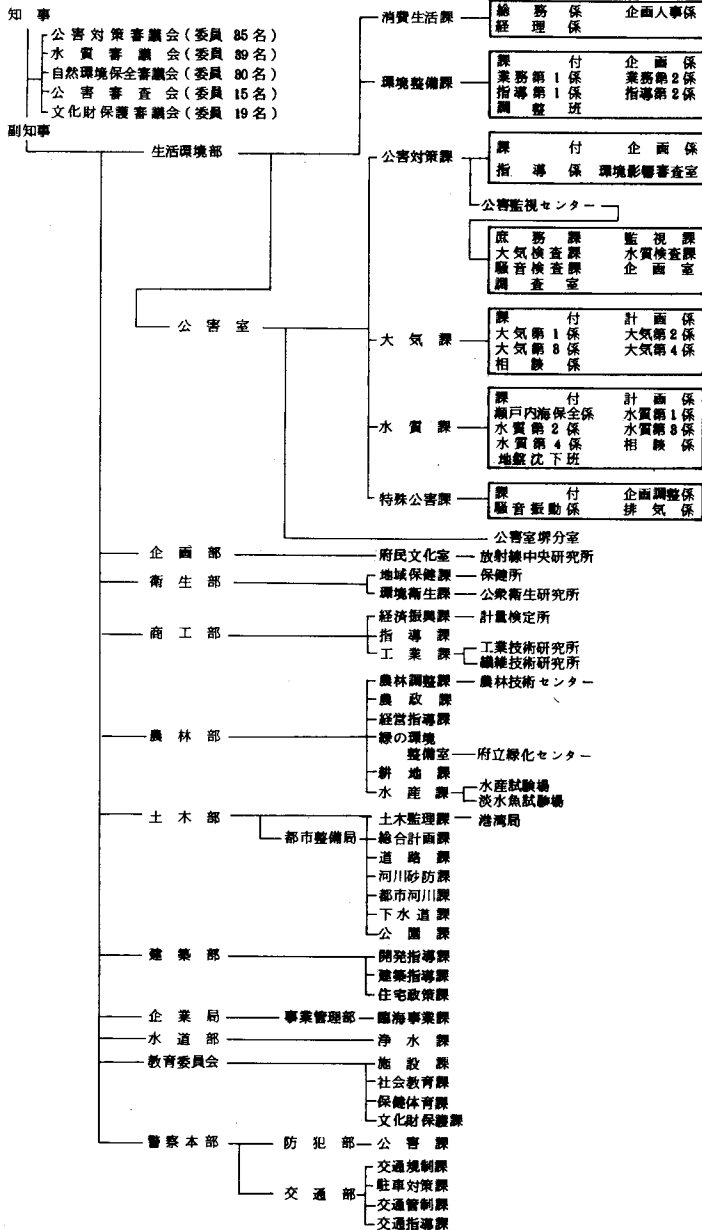 知事
公害対策審議会(委員 35名)
水質審議会(委員 39名)
自然環境保全審議会(委員 30名)
公害審査会(委員 15名)
文化財保護審議会(委員 19名)
副知事
生活環境部
消費生活課
総務係 企画人事係
経理係
環境整備課
課付 企画係
業務第1係 業務第2係
指導第1係 指導第2係
調整班
公害室
公害対策課
課付 企画係
指導係 環境影響審査室
公害監視センター
庶務課 監視課
大気検査課 水質検査課
騒音検査課 企画室
調査室
大気課
課付 計画係
大気第1係 大気第2係
大気第3係 大気第4係
相談係
水質課
課付 計画係
瀬戸内海保全係 水質第1係
水質第2係 水質第3係
水質第4係 相談係
地盤沈下班
特殊公害課
課付 企画調整係
騒音振動係 排気係
公害室堺分室
企画部 府民文化室 放射線中央研究所
衛生部 地域保健課 保健所
環境衛生課 公衆衛生研究所
商工部 経済振興課 計量検定所
指導課
工業課 工業技術研究所
繊維技術研究所
農林部 農林調整課 農林技術センター
農政課
経営指導課
緑の環境
整備室 府立緑化センター
耕地課
水産課 水産試験場
淡水魚試験場
土木部 土木監理課 港湾局
都市整備局 総合計画課
道路課
河川砂防課
都市河川課
下水道課
公園課
建築部 開発指導課
建築指導課
住宅政策課
企業局 事業管理部 臨海事業課
水道部 浄水課
教育委員会 施設課
社会教育課
保健体育課
文化財保護課
警察本部 防犯部 公害課
交通部 交通規制課
駐車対策課
交通管制課
交通指導課